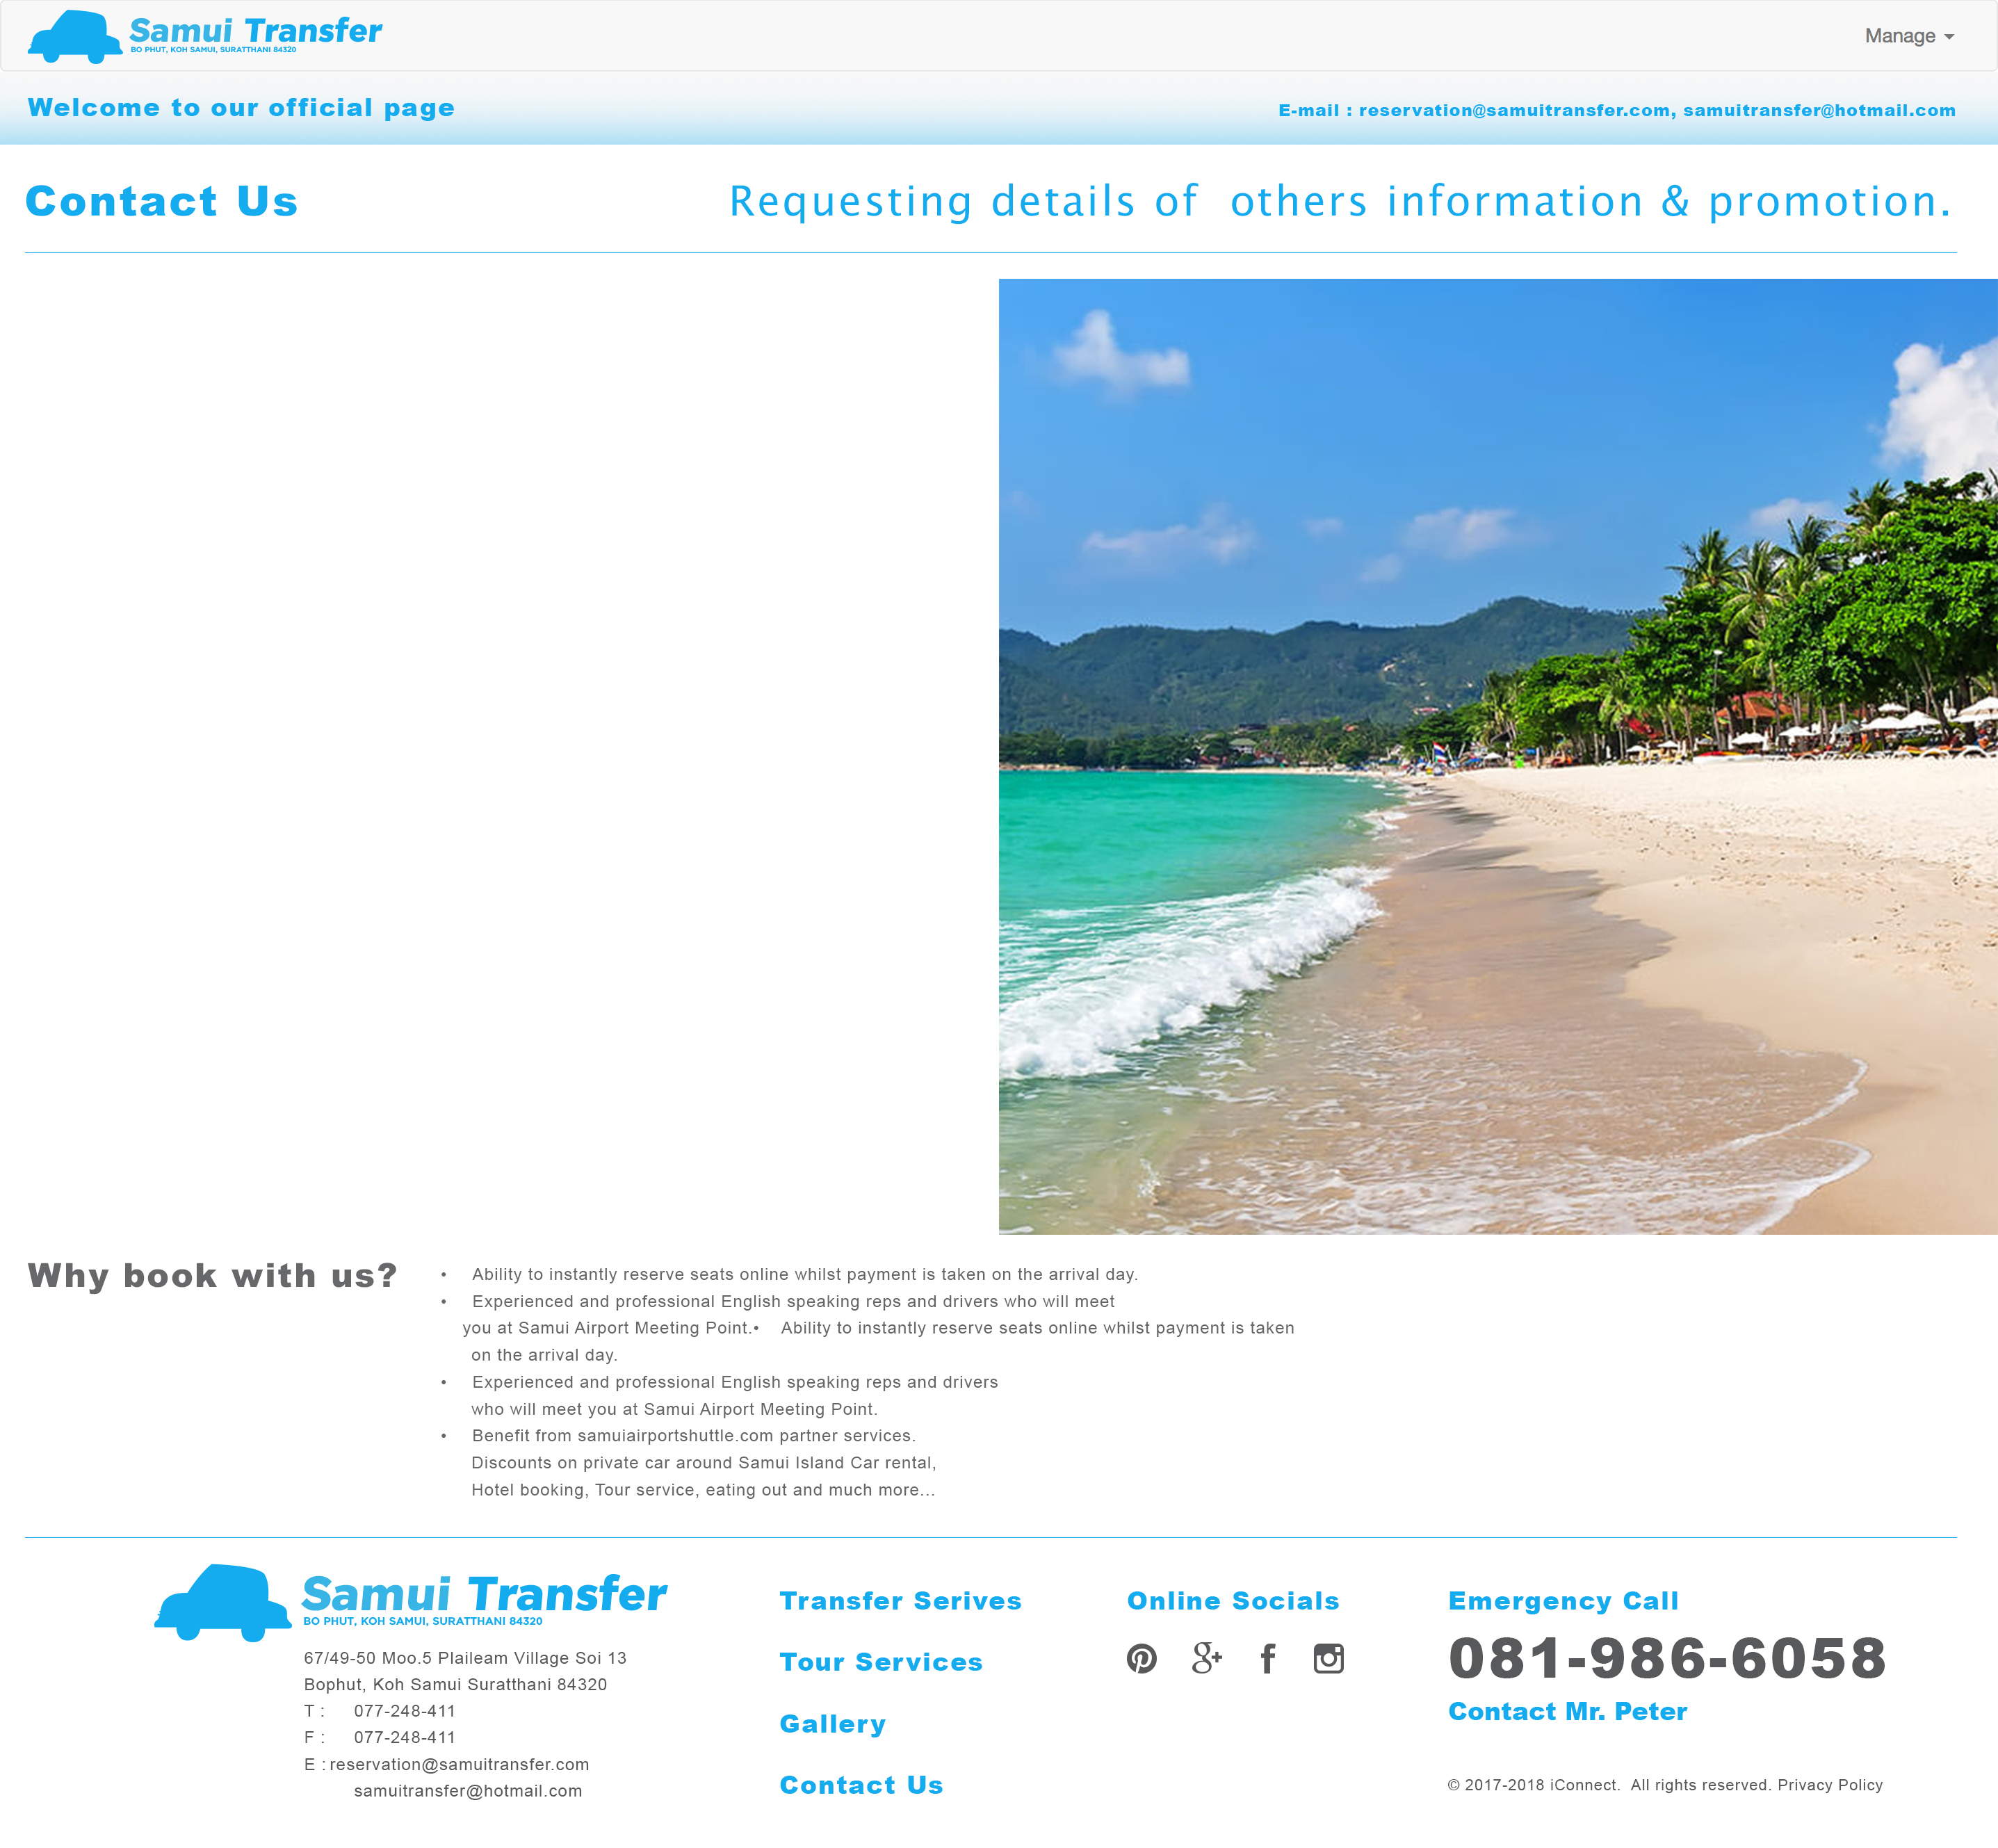 Samui Transfer
BO PHUT, KOH SAMUI, SURATTHANI 84320
Manage
Welcome to our official page
E-mail : reservation@samuitransfer.com, samuitransfer@hotmail.com
Contact Us
Requesting details of  others information & promotion.
Why book with us?
• Ability to instantly reserve seats online whilst payment is taken on the arrival day.
• Experienced and professional English speaking reps and drivers who will meet
you at Samui Airport Meeting Point.• Ability to instantly reserve seats online whilst payment is taken
on the arrival day.
• Experienced and professional English speaking reps and drivers
who will meet you at Samui Airport Meeting Point.
• Benefit from samuiairportshuttle.com partner services.
Discounts on private car around Samui Island Car rental,
Hotel booking, Tour service, eating out and much more...
Samui Transfer
BO PHUT, KOH SAMUI, SURATTHANI 84320
67/49-50 Moo.5 Plaileam Village Soi 13
Bophut, Koh Samui Suratthani 84320
T : 077-248-411
F : 077-248-411
E : reservation@samuitransfer.com
samuitransfer@hotmail.com
Transfer Serives
Tour Services
Gallery
Contact Us
Online Socials
Emergency Call
081-986-6058
Contact Mr. Peter
© 2017-2018 iConnect.  All rights reserved. Privacy Policy